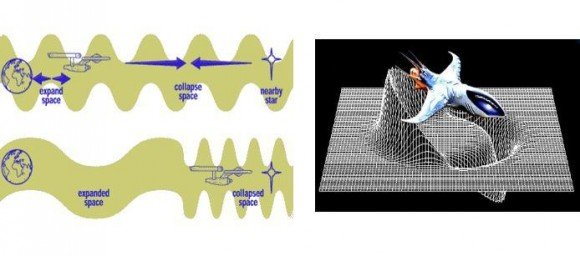 expand
space
collapse
space
nearby
star
expanded
space
collapsed
space